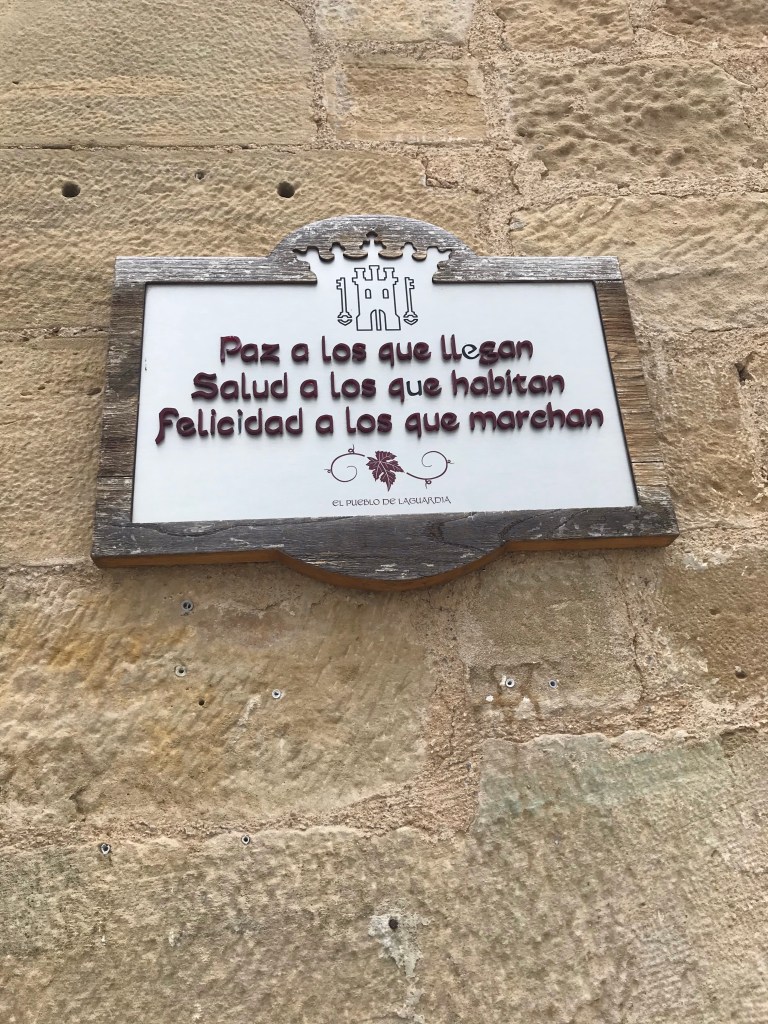 Paz a los que llegan
Salud a los que habitan
Felicidad a los que marchan
EL PUEBLO DE LAGUARDIA